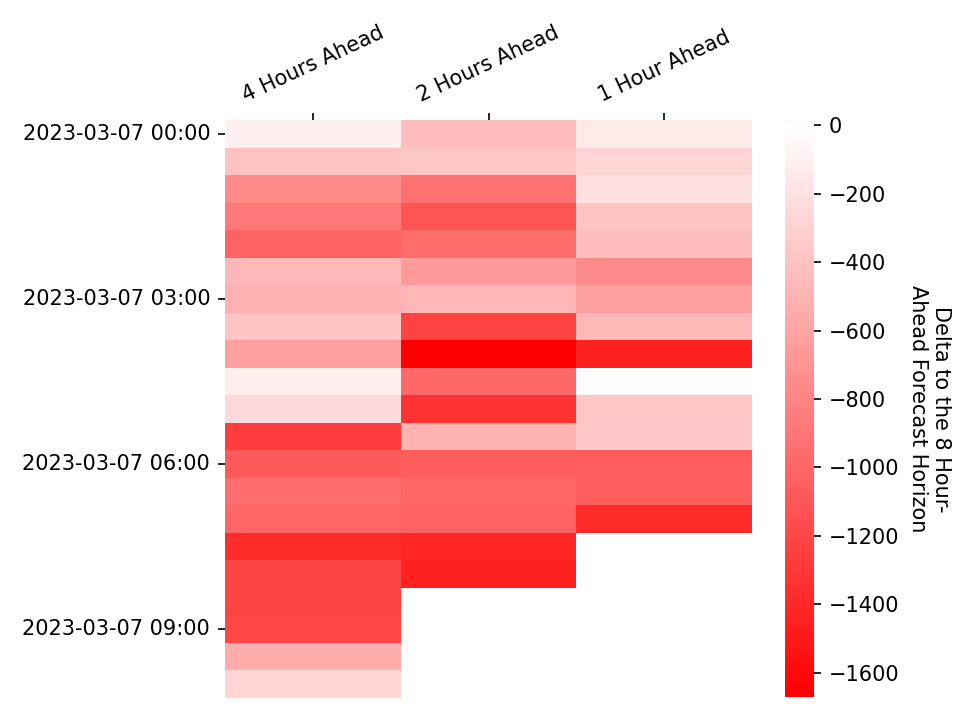 4 Hours Ahead
2 Hours Ahead
1 Hour Ahead
2023-03-07 00:00
2023-03-07 03:00
2023-03-07 06:00
2023-03-07 09:00
0
−200
−400
−600
−800
−1000
−1200
−1400
−1600
Delta to the 8 Hour-
Ahead Forecast Horizon